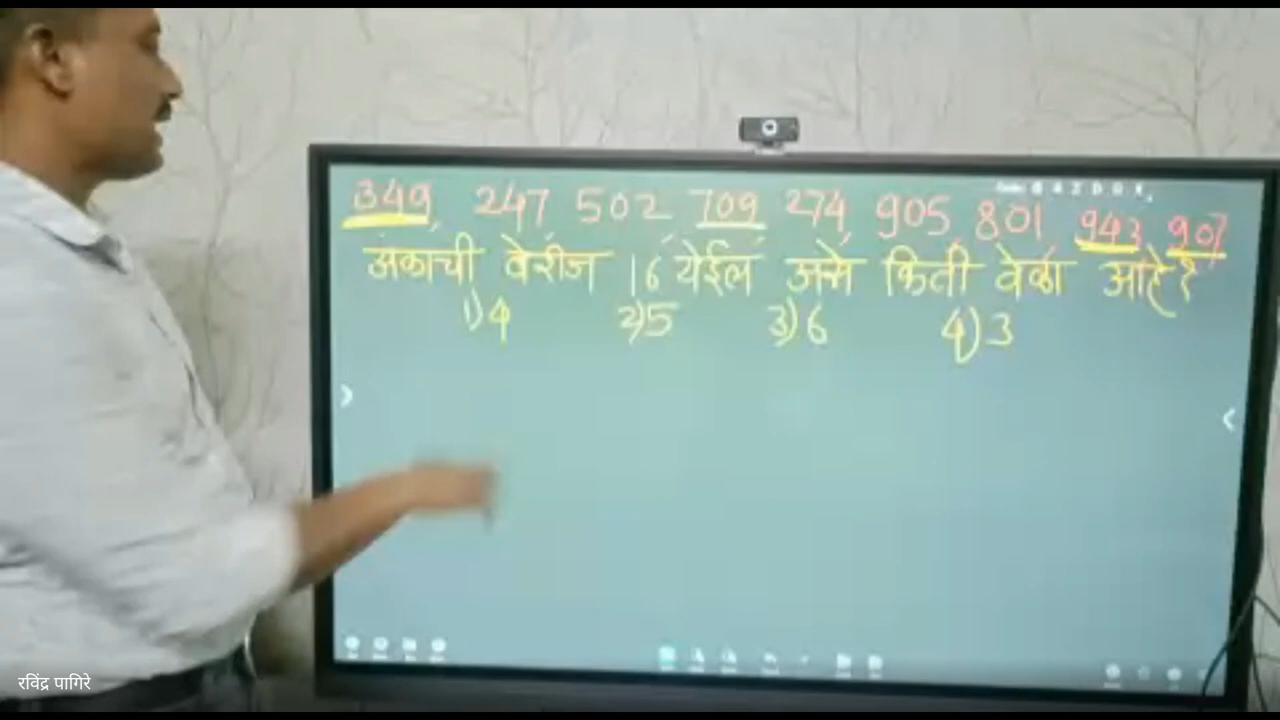 349 247 502 709 274 905 801 943 907
अंकाची बेरीज 16 येईल असे किती वेळा आहे?
1) 4 2) 5 3) 6 4) 3
रविंद्र पागिरे